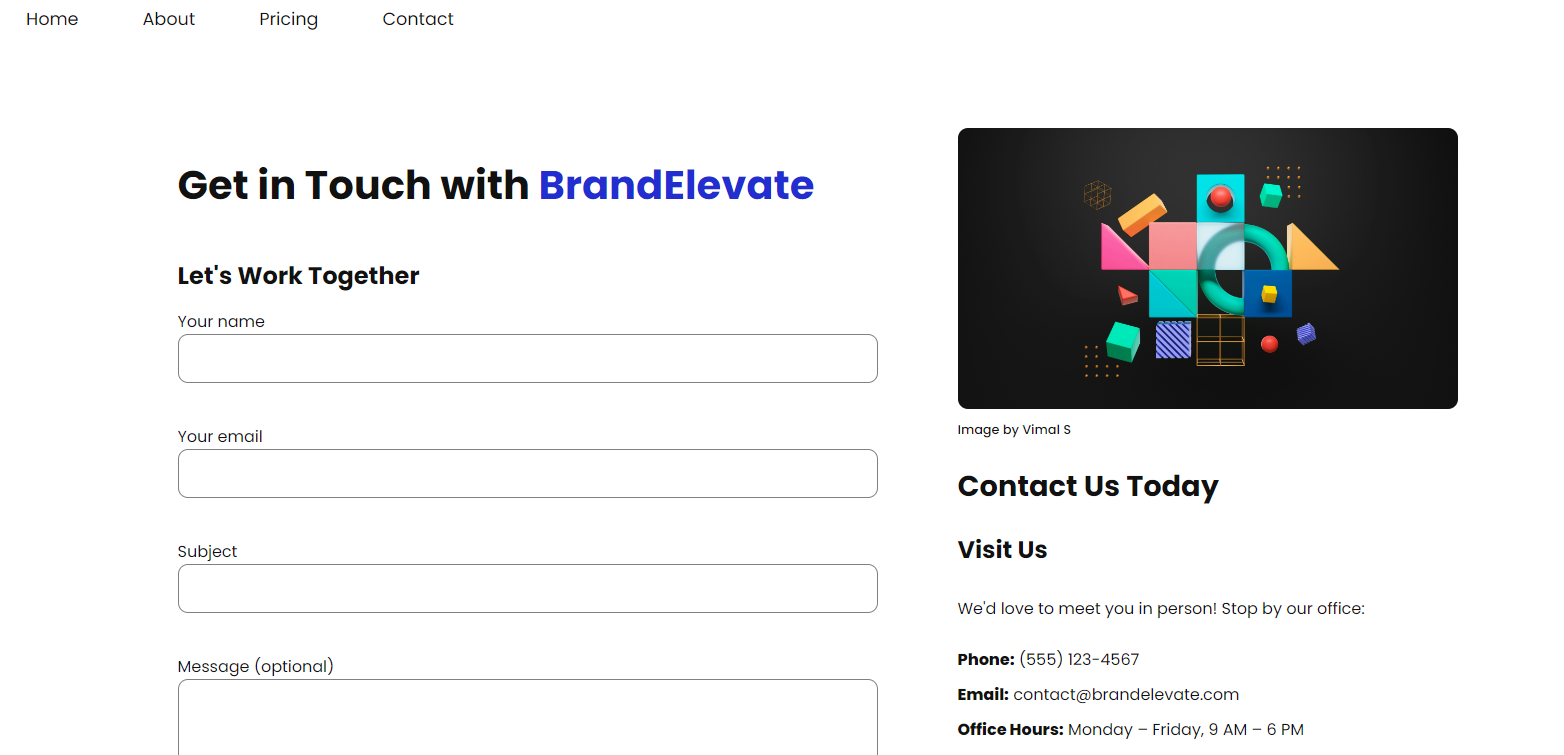 Home About Pricing Contact
Get in Touch with BrandElevate
Let's Work Together
Your name
Your email
Subject
Message (optional)
Image by Vimal S
Contact Us Today
Visit Us
We'd love to meet you in person! Stop by our office:
Phone: (555) 123-4567
Email: contact@brandelevate.com
Office Hours: Monday – Friday, 9 AM – 6 PM